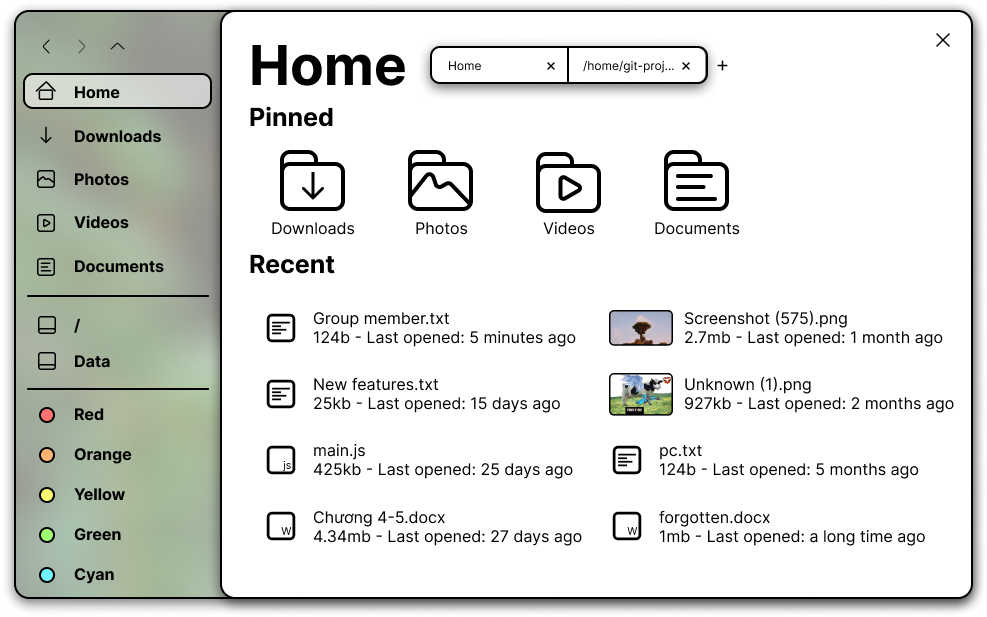 Home
Downloads
Photos
Videos
Documents
/
Data
Red
Orange
Yellow
Green
Cyan
Home
Home
/home/git-proj...
+
Pinned
Downloads
Photos
Videos
Documents
Recent
Group member.txt
124b - Last opened: 5 minutes ago
Screenshot (575).png
2.7mb - Last opened: 1 month ago
New features.txt
25kb - Last opened: 15 days ago
Unknown (1).png
927kb - Last opened: 2 months ago
js
main.js
425kb - Last opened: 25 days ago
pc.txt
124b - Last opened: 5 months ago
W
Chương 4-5.docx
4.34mb - Last opened: 27 days ago
W
forgotten.docx
1mb - Last opened: a long time ago